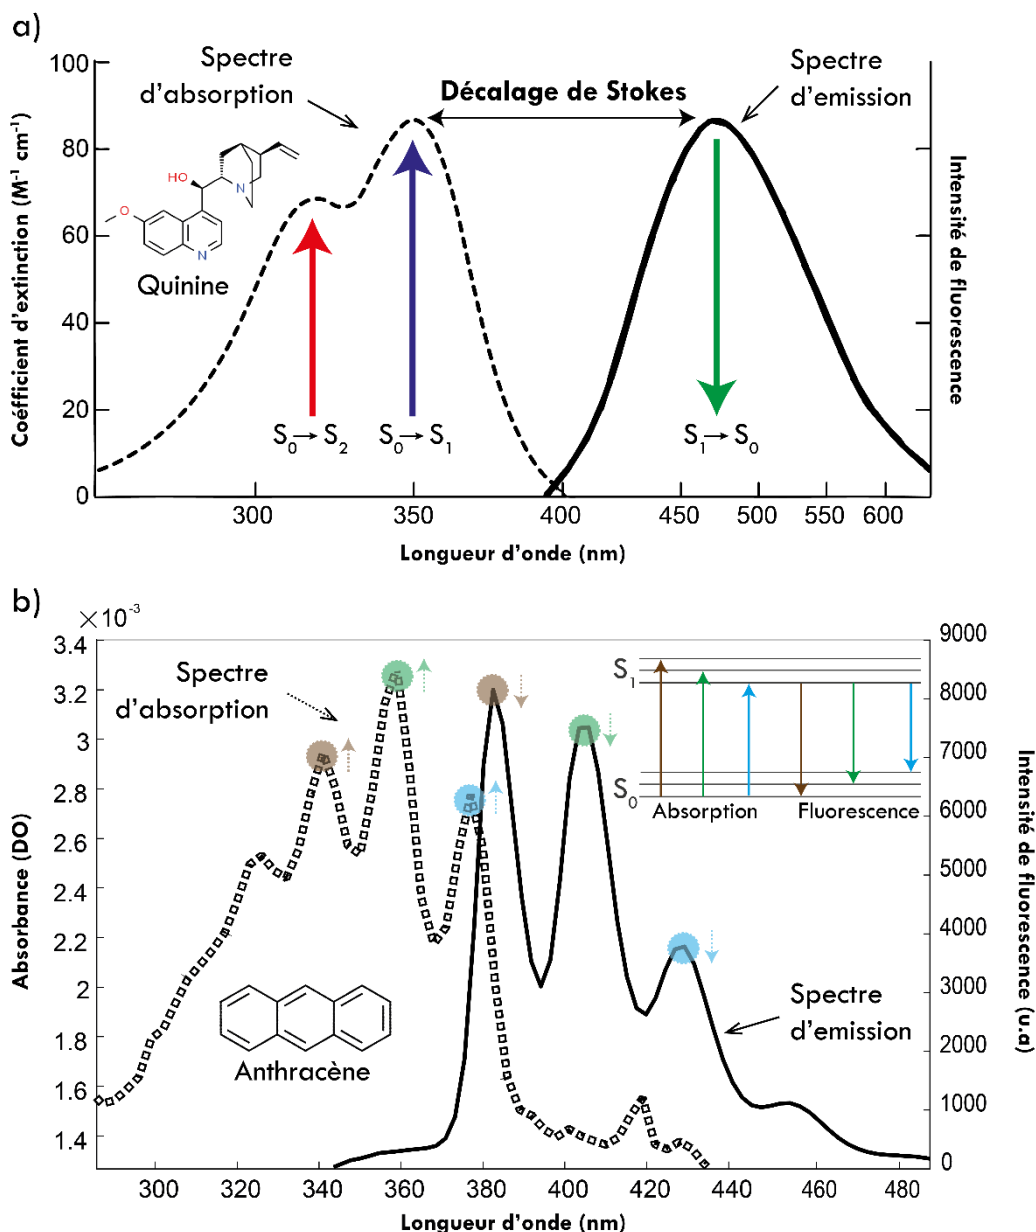 a)
100
80
60
40
20
0
Coéfficient d'extinction (M⁻¹ cm⁻¹)
Spectre
d'absorption
Décalage de Stokes
Spectre
d'emission
Intensité de fluorescence
HO
N
O
N
Quinine
S₀→S₂
S₀→S₁
S₁→S₀
300
350
400
450
500
550
600
Longueur d'onde (nm)
b)
×10⁻³
3.4
3.2
3
2.8
2.6
2.4
2.2
2
1.8
1.6
1.4
Absorbance (DO)
Spectre
d'absorption
S₁
S₀
Absorption
Fluorescence
9000
8000
7000
6000
5000
4000
3000
2000
1000
0
Intensité de
fluorescence (u.a)
Anthracène
Spectre
d'emission
300
320
340
360
380
400
420
440
460
480
Longueur d'onde (nm)